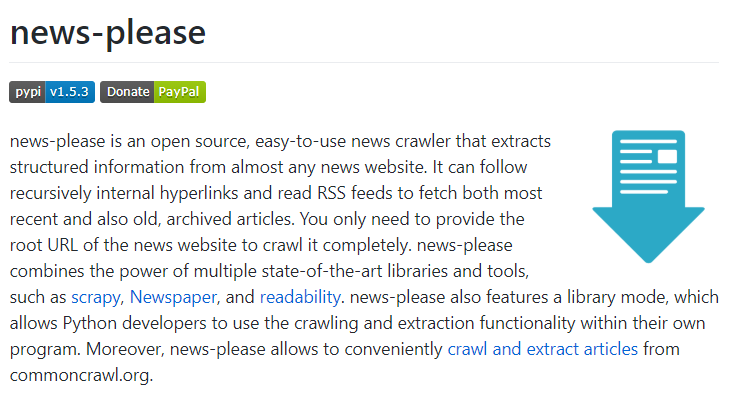 news-please
pypi v1.5.3 Donate PayPal
news-please is an open source, easy-to-use news crawler that extracts
structured information from almost any news website. It can follow
recursively internal hyperlinks and read RSS feeds to fetch both most
recent and also old, archived articles. You only need to provide the
root URL of the news website to crawl it completely. news-please
combines the power of multiple state-of-the-art libraries and tools,
such as scrapy, Newspaper, and readability. news-please also features a library mode, which
allows Python developers to use the crawling and extraction functionality within their own
program. Moreover, news-please allows to conveniently crawl and extract articles from
commoncrawl.org.